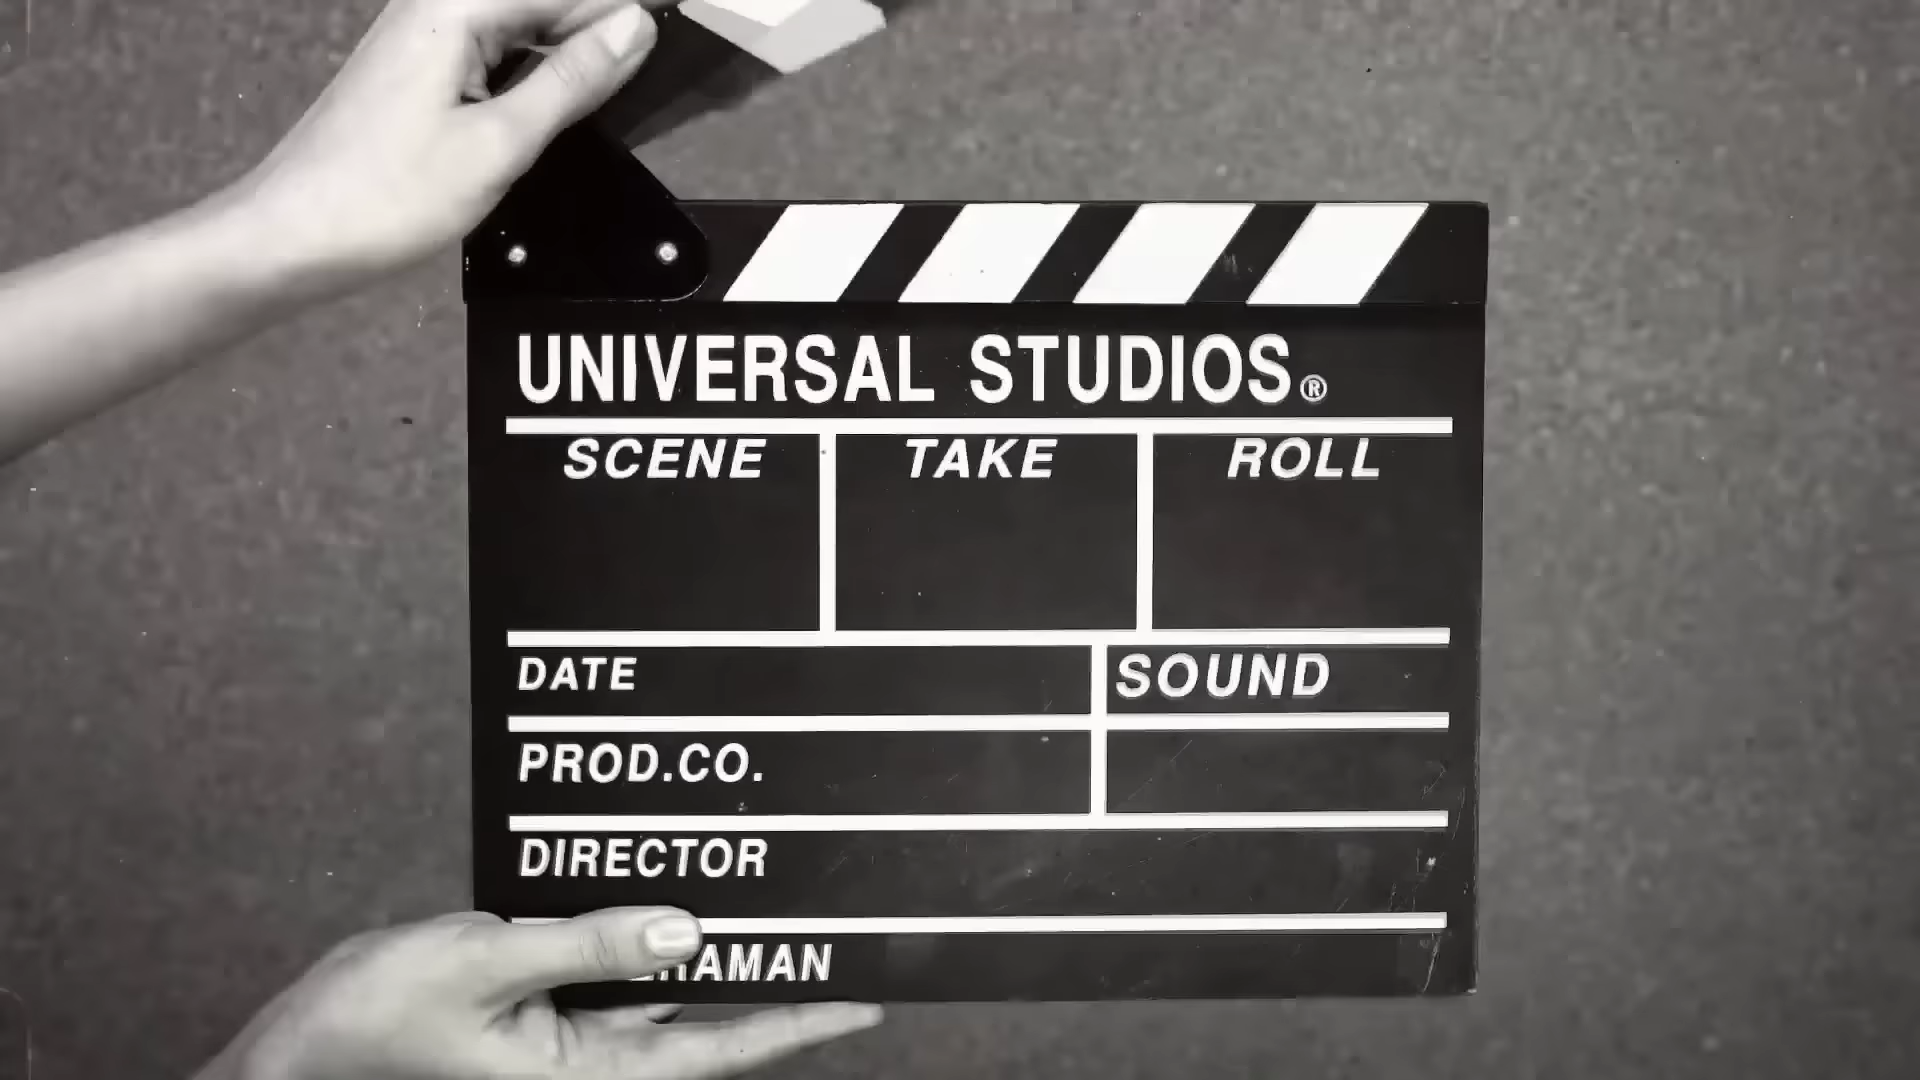 UNIVERSAL STUDIOS®
SCENE TAKE ROLL
DATE SOUND
PROD.CO.
DIRECTOR